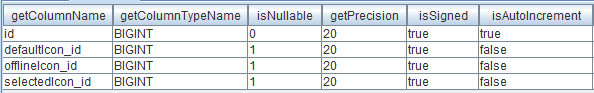 getColumnName getColumnTypeName isNullable getPrecision isSigned isAutoIncrement
id BIGINT 0 20 true true
defaultIcon_id BIGINT 1 20 true false
offlineIcon_id BIGINT 1 20 true false
selectedIcon_id BIGINT 1 20 true false